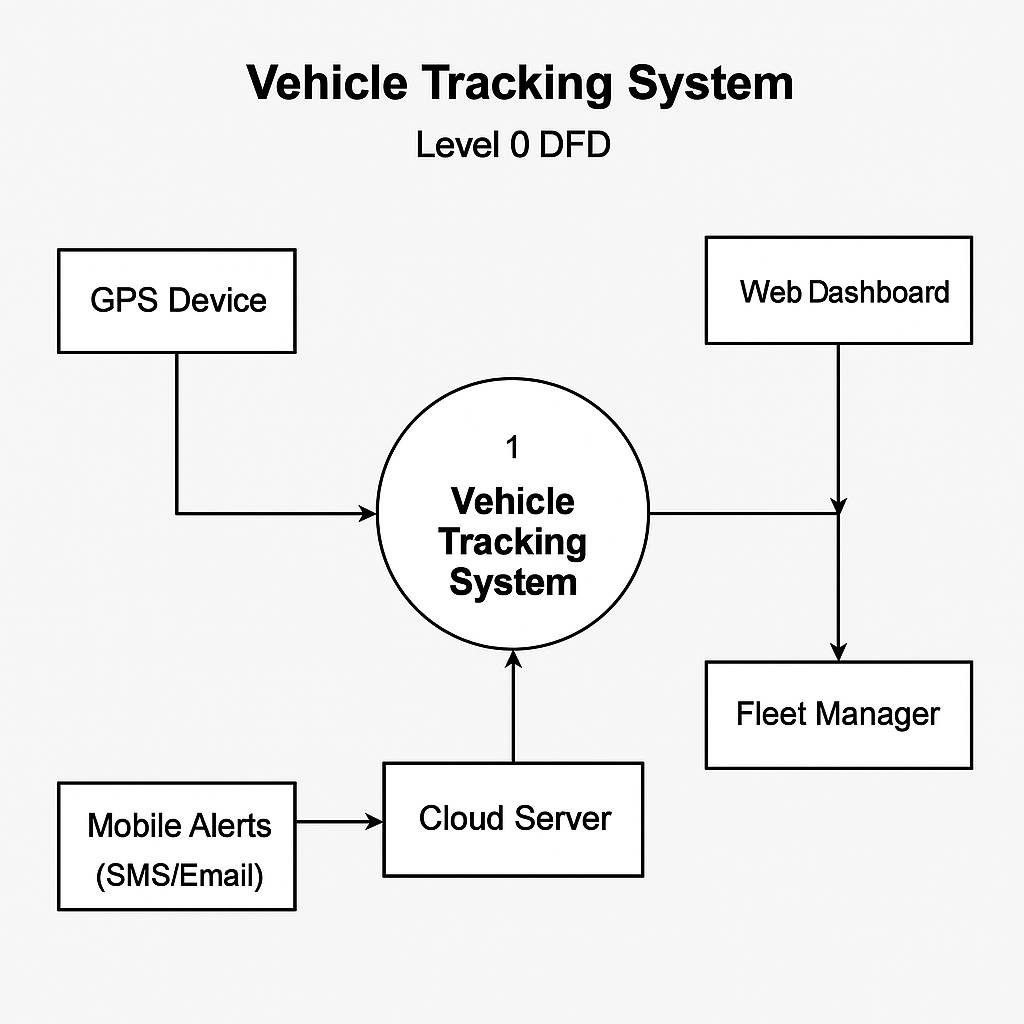 Vehicle Tracking System
Level 0 DFD
GPS Device
Web Dashboard
1
Vehicle
Tracking
System
Fleet Manager
Mobile Alerts
(SMS/Email)
Cloud Server